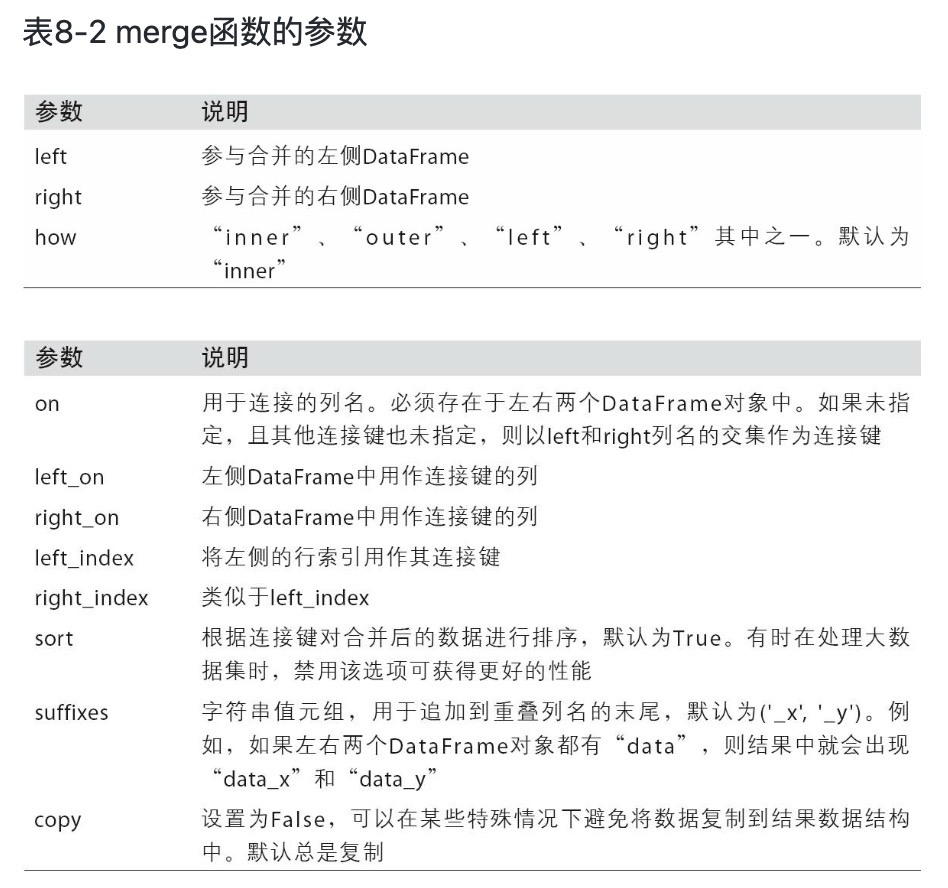 表8-2 merge函数的参数
参数 说明
left 参与合并的左侧DataFrame
right 参与合并的右侧DataFrame
how “inner”、“outer”、“left”、“right”其中之一。默认为
“inner”
参数 说明
on 用于连接的列名。必须存在于左右两个DataFrame对象中。如果未指
定，且其他连接键也未指定，则以left和right列名的交集作为连接键
left_on 左侧DataFrame中用作连接键的列
right_on 右侧DataFrame中用作连接键的列
left_index 将左侧的行索引用作其连接键
right_index 类似于left_index
sort 根据连接键对合并后的数据进行排序，默认为True。有时在处理大数
据集时，禁用该选项可获得更好的性能
suffixes 字符串值元组，用于追加到重叠列名的末尾，默认为('_x', '_y')。例
如，如果左右两个DataFrame对象都有“data”，则结果中就会出现
“data_x”和“data_y”
copy 设置为False，可以在某些特殊情况下避免将数据复制到结果数据结构
中。默认总是复制